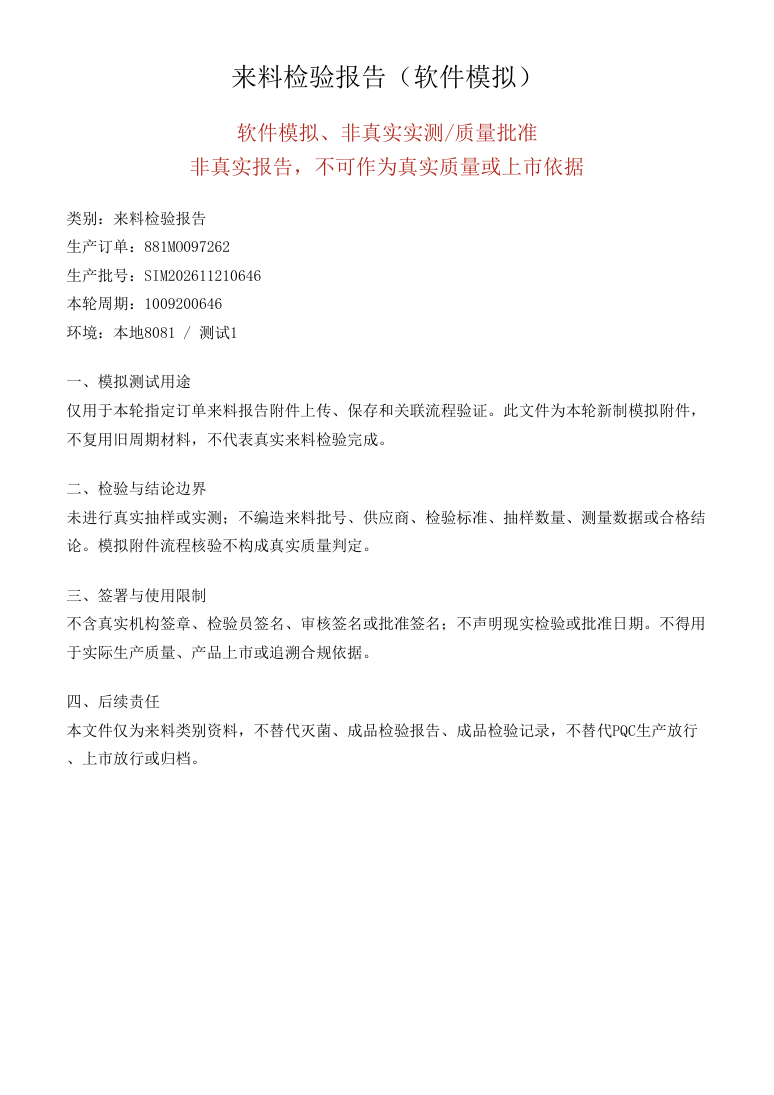 来料检验报告（软件模拟）
软件模拟、非真实实测/质量批准
非真实报告，不可作为真实质量或上市依据
类别：来料检验报告
生产订单：881MO097262
生产批号：SIM202611210646
本轮周期：1009200646
环境：本地8081 / 测试1
一、模拟测试用途
仅用于本轮指定订单来料报告附件上传、保存和关联流程验证。此文件为本轮新制模拟附件，
不复用旧周期材料，不代表真实来料检验完成。
二、检验与结论边界
未进行真实抽样或实测；不编造来料批号、供应商、检验标准、抽样数量、测量数据或合格结
论。模拟附件流程核验不构成真实质量判定。
三、签署与使用限制
不含真实机构签章、检验员签名、审核签名或批准签名；不声明现实检验或批准日期。不得用
于实际生产质量、产品上市或追溯合规依据。
四、后续责任
本文件仅为来料类别资料，不替代灭菌、成品检验报告、成品检验记录，不替代PQC生产放行
、上市放行或归档。